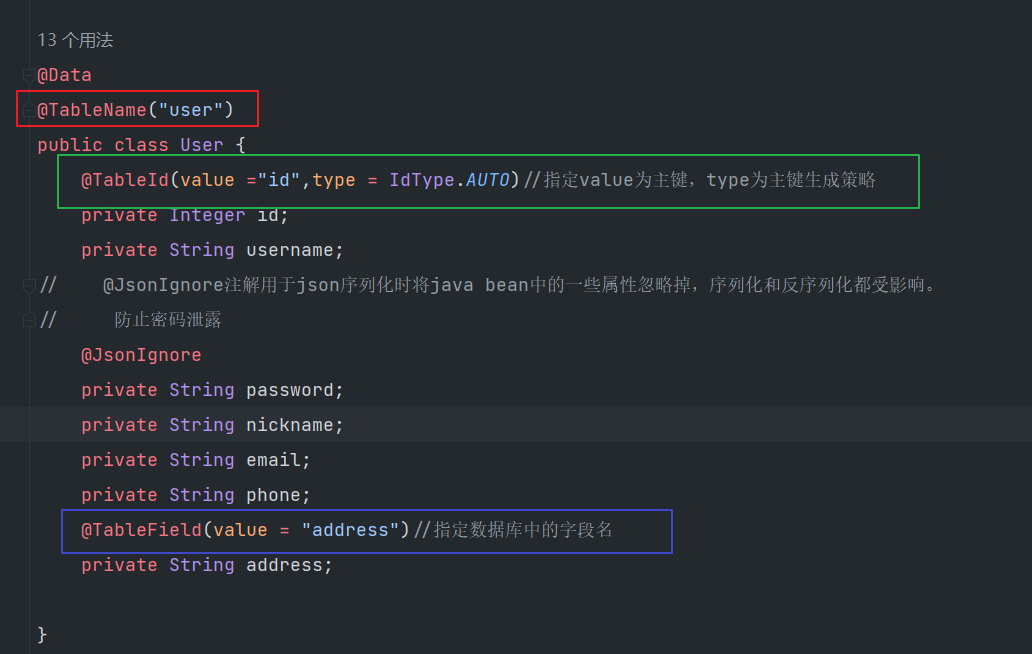 13 个用法
@Data
@TableName("user")
public class User {
@TableId(value ="id",type = IdType.AUTO)//指定value为主键，type为主键生成策略
private Integer id;
private String username;
// @JsonIgnore注解用于json序列化时将java bean中的一些属性忽略掉，序列化和反序列化都受影响。
// 防止密码泄露
@JsonIgnore
private String password;
private String nickname;
private String email;
private String phone;
@TableField(value = "address")//指定数据库中的字段名
private String address;
}